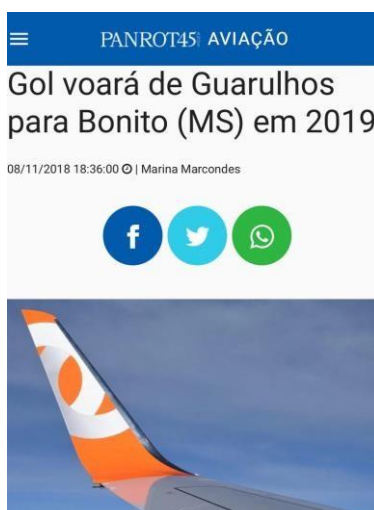 PANROT45 AVIAÇÃO
Gol voará de Guarulhos
para Bonito (MS) em 2019
08/11/2018 18:36:00 | Marina Marcondes